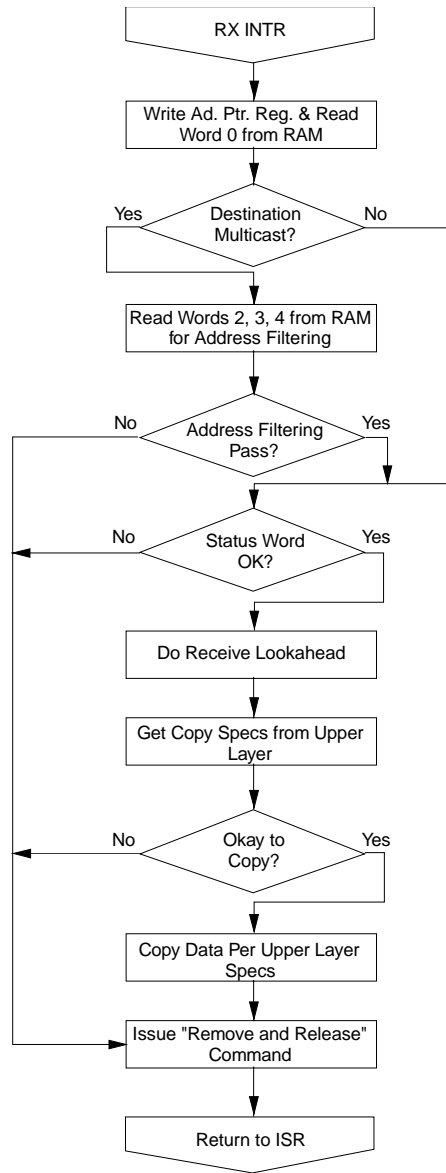 RX INTR
Write Ad. Ptr. Reg. & Read
Word 0 from RAM
Yes
Destination
Multicast?
No
Read Words 2, 3, 4 from RAM
for Address Filtering
No
Address Filtering
Pass?
Yes
No
Status Word
OK?
Yes
Do Receive Lookahead
Get Copy Specs from Upper
Layer
No
Okay to
Copy?
Yes
Copy Data Per Upper Layer
Specs
Issue "Remove and Release"
Command
Return to ISR